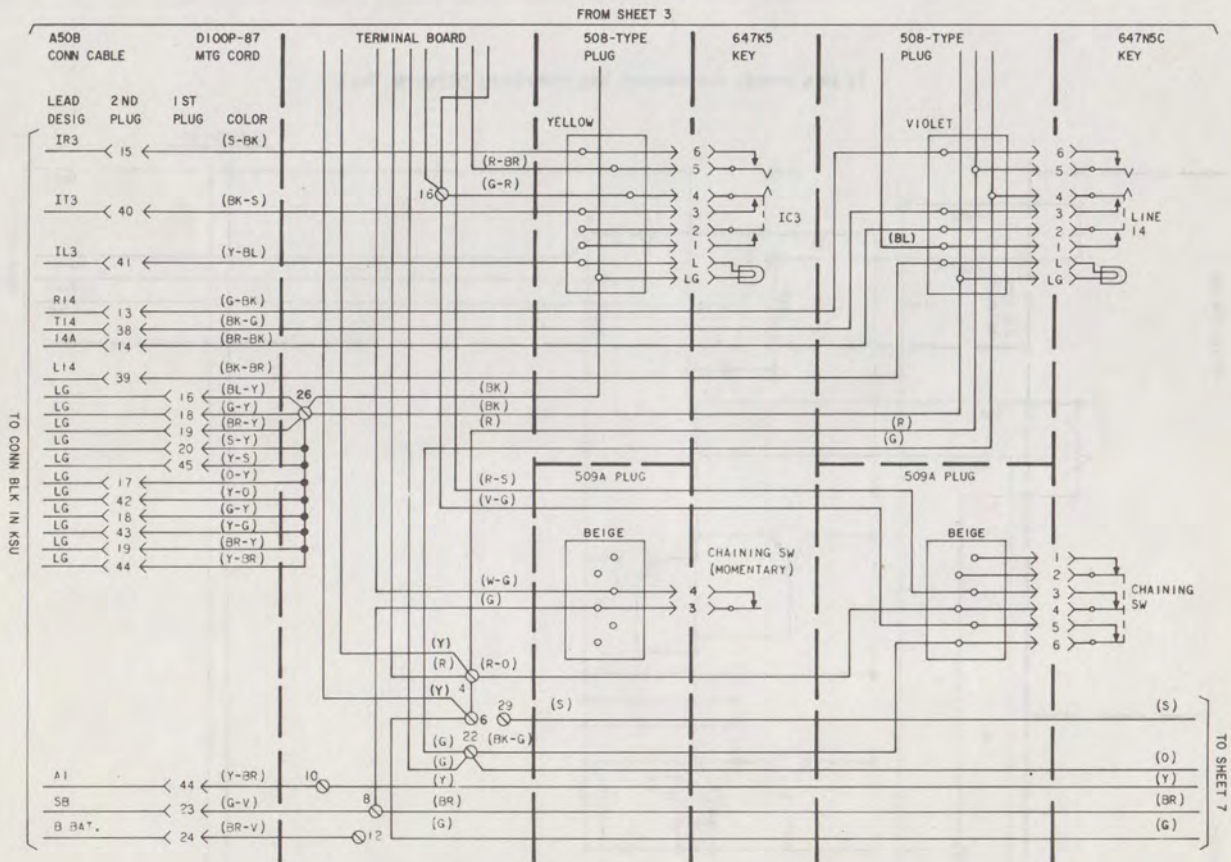 FROM SHEET 3
A50B D100P-87 TERMINAL BOARD 508-TYPE 647K5 508-TYPE 647N5C
CONN CABLE MTG CORD PLUG KEY PLUG KEY
LEAD 2 ND 1 ST
DESIG PLUG PLUG COLOR
YELLOW VIOLET
IR3 15 (S-BK) 6 6
(R-BR) 5 5
16 (G-R) 4 4
IT3 40 (BK-S) 3 3 LINE
2 IC3 2 14
1 (BL) 1
IL3 41 (Y-BL) L L
LG LG
R14 13 (G-BK)
T14 38 (BK-G)
14A 14 (BR-BK)
L14 39 (BK-BR)
LG 16 (BL-Y) 26 (BK)
LG 18 (G-Y) (BK)
LG 19 (BR-Y) (R) (R)
LG 20 (S-Y) (G)
LG 45 (Y-S)
LG 17 (O-Y) (R-S) 509A PLUG 509A PLUG
LG 42 (Y-O) (V-G)
LG 18 (G-Y)
LG 43 (Y-G)
LG 19 (BR-Y) BEIGE BEIGE
LG 44 (Y-BR)
CHAINING SW 1
(MOMENTARY) 2
(W-G) 4 3 CHAINING
(G) 3 4 SW
5
(Y) 6
(R) 4 (R-O)
(Y) 6 29 (S) (S)
(G) 22 (BK-G)
(G) (O)
A1 44 (Y-BR) 10 (Y) (Y)
SB 23 (G-V) 8 (BR) (BR)
B BAT. 24 (BR-V) 12 (G) (G)
TO CONN BLK IN KSU
TO SHEET 7